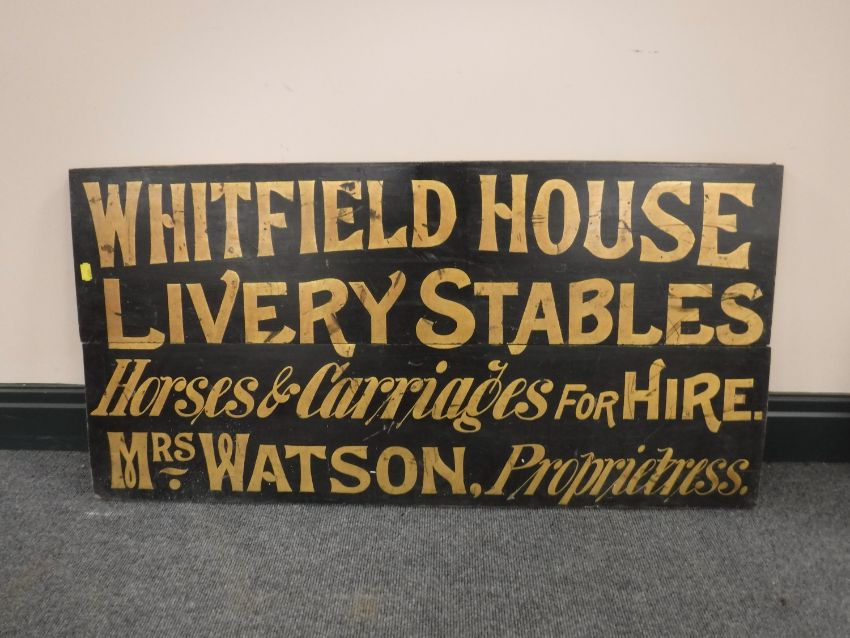 WHITFIELD HOUSE
LIVERY STABLES
Horses & Carriages FOR HIRE.
MRS WATSON, Proprietress.